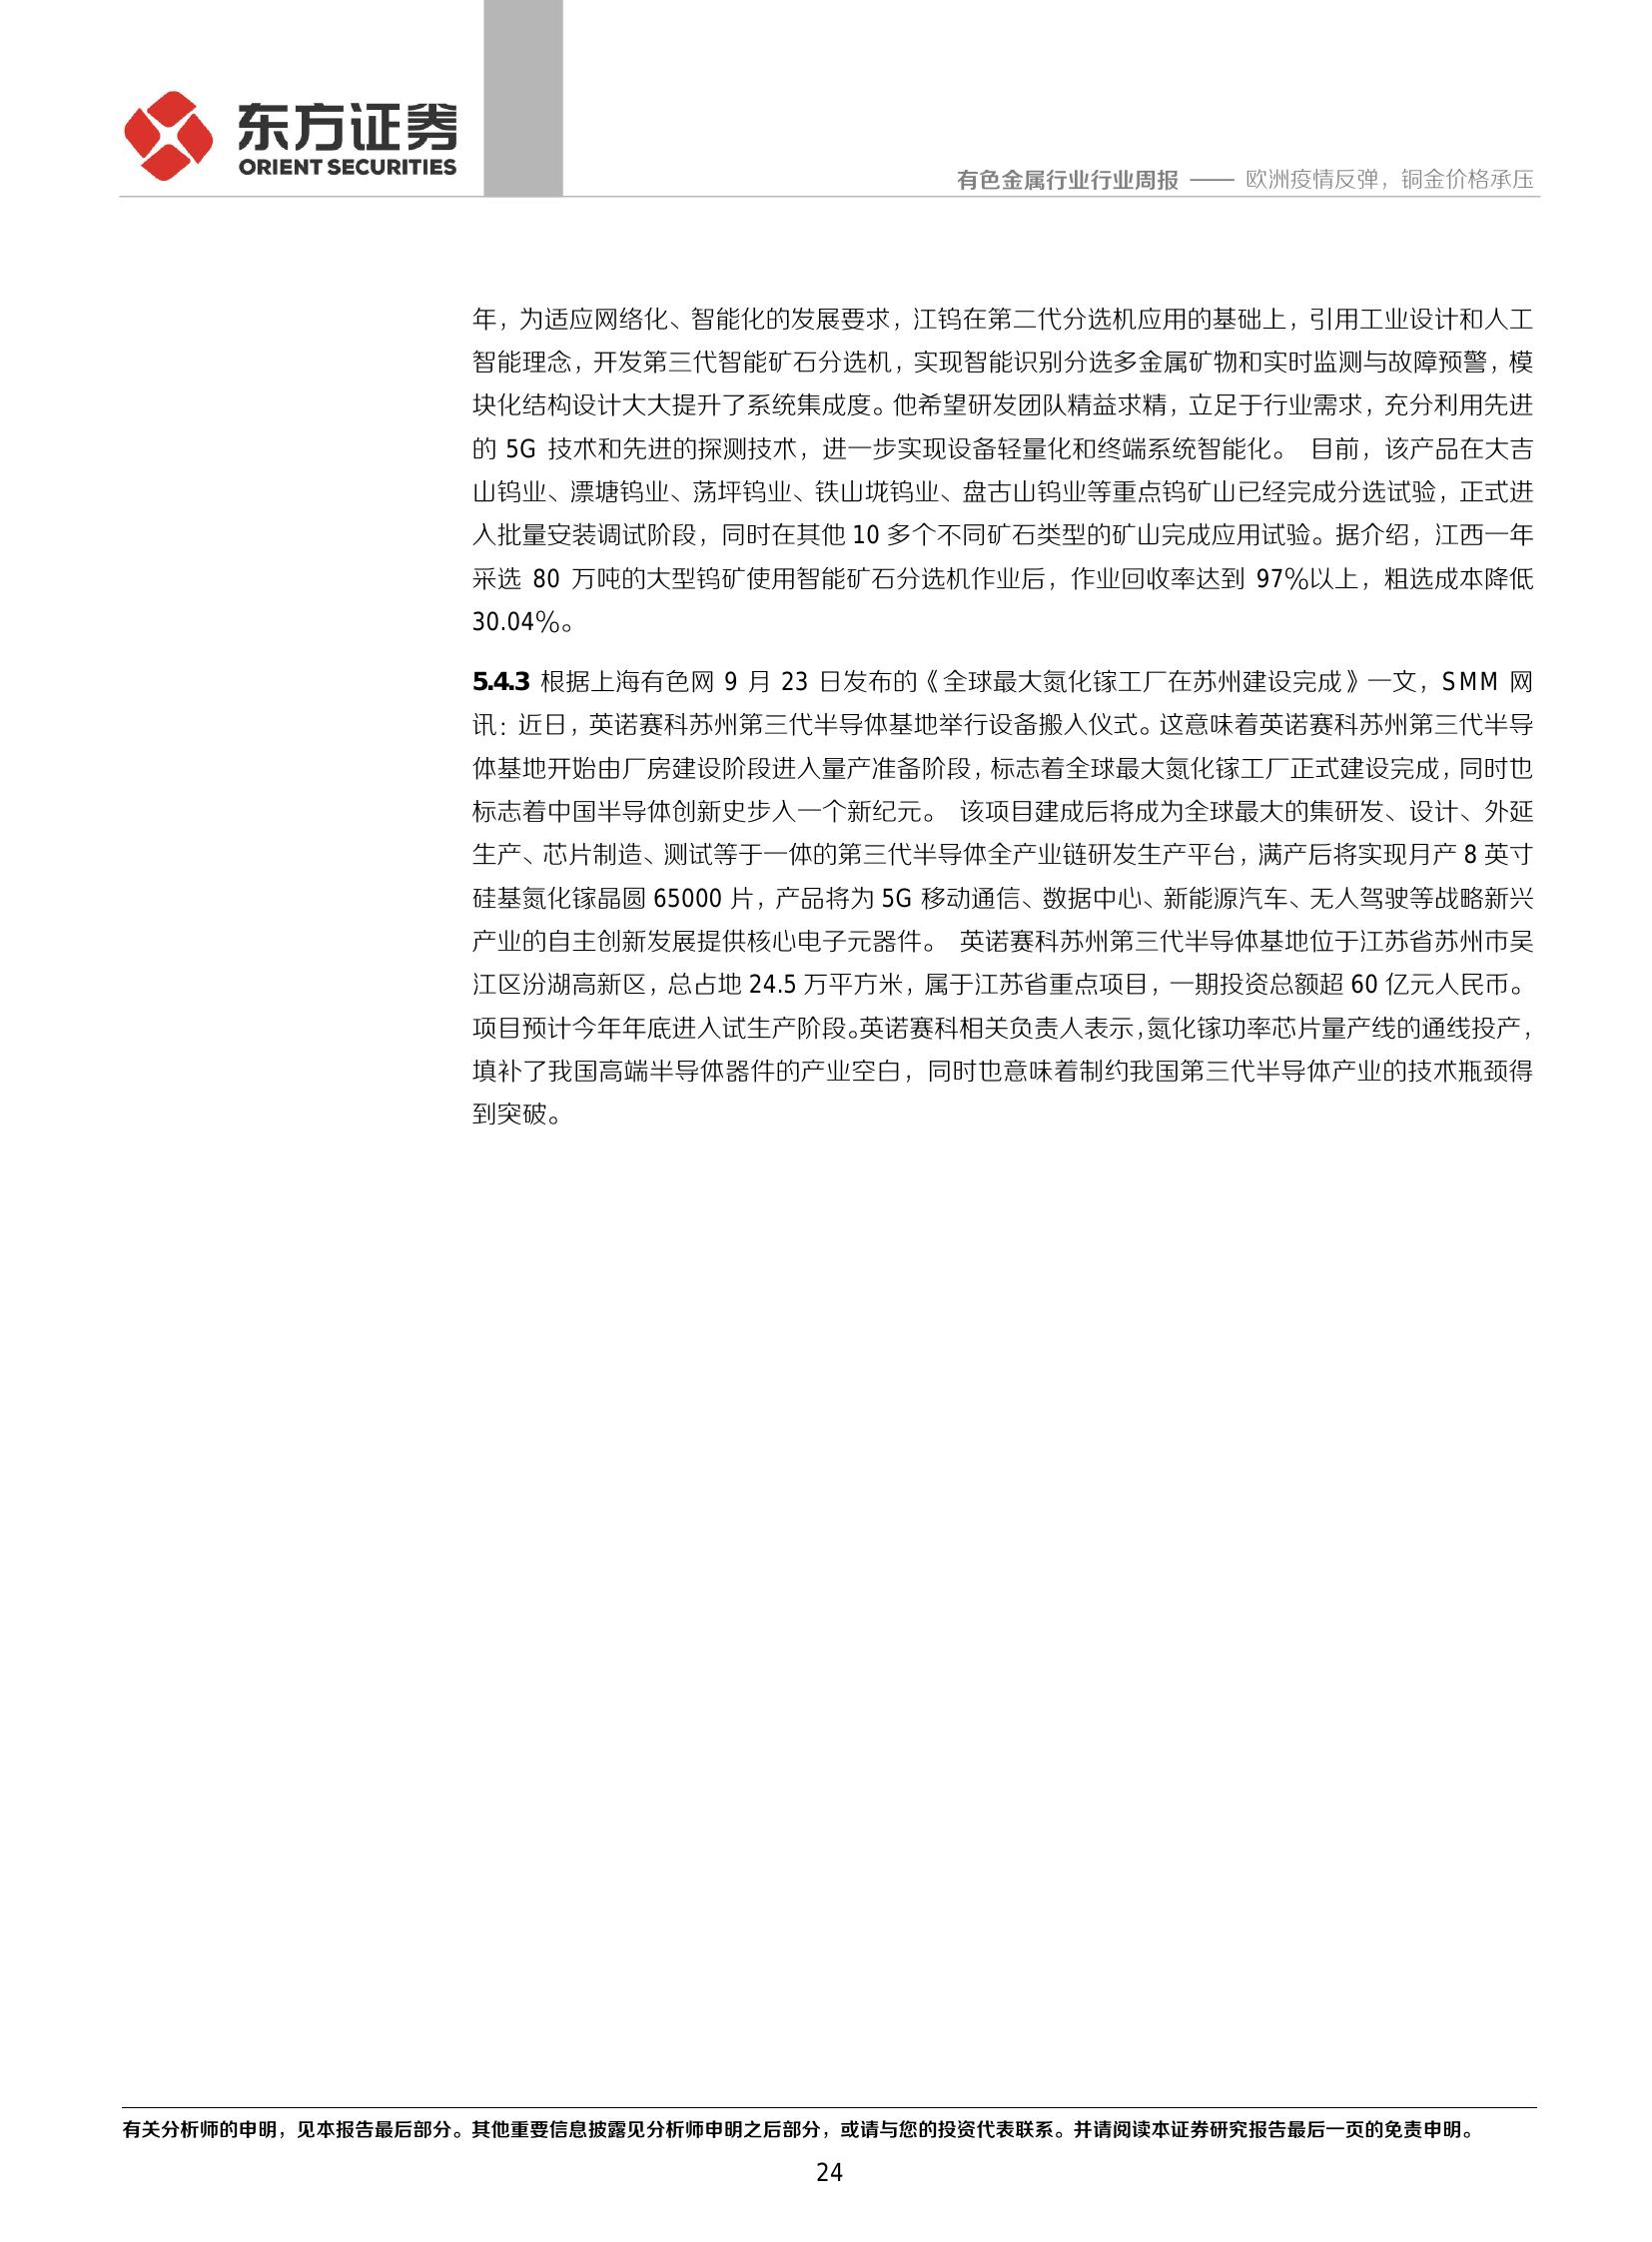 东方证券
ORIENT SECURITIES
有色金属行业行业周报 —— 欧洲疫情反弹，铜金价格承压
年，为适应网络化、智能化的发展要求，江钨在第二代分选机应用的基础上，引用工业设计和人工
智能理念，开发第三代智能矿石分选机，实现智能识别分选多金属矿物和实时监测与故障预警，模
块化结构设计大大提升了系统集成度。他希望研发团队精益求精，立足于行业需求，充分利用先进
的 5G 技术和先进的探测技术，进一步实现设备轻量化和终端系统智能化。 目前，该产品在大吉
山钨业、漂塘钨业、荡坪钨业、铁山垅钨业、盘古山钨业等重点钨矿山已经完成分选试验，正式进
入批量安装调试阶段，同时在其他 10 多个不同矿石类型的矿山完成应用试验。据介绍，江西一年
采选 80 万吨的大型钨矿使用智能矿石分选机作业后，作业回收率达到 97%以上，粗选成本降低
30.04%。
5.4.3 根据上海有色网 9 月 23 日发布的《全球最大氮化镓工厂在苏州建设完成》一文，SMM 网
讯：近日，英诺赛科苏州第三代半导体基地举行设备搬入仪式。这意味着英诺赛科苏州第三代半导
体基地开始由厂房建设阶段进入量产准备阶段，标志着全球最大氮化镓工厂正式建设完成，同时也
标志着中国半导体创新史步入一个新纪元。 该项目建成后将成为全球最大的集研发、设计、外延
生产、芯片制造、测试等于一体的第三代半导体全产业链研发生产平台，满产后将实现月产 8 英寸
硅基氮化镓晶圆 65000 片，产品将为 5G 移动通信、数据中心、新能源汽车、无人驾驶等战略新兴
产业的自主创新发展提供核心电子元器件。 英诺赛科苏州第三代半导体基地位于江苏省苏州市吴
江区汾湖高新区，总占地 24.5 万平方米，属于江苏省重点项目，一期投资总额超 60 亿元人民币。
项目预计今年年底进入试生产阶段。英诺赛科相关负责人表示，氮化镓功率芯片量产线的通线投产，
填补了我国高端半导体器件的产业空白，同时也意味着制约我国第三代半导体产业的技术瓶颈得
到突破。
有关分析师的申明，见本报告最后部分。其他重要信息披露见分析师申明之后部分，或请与您的投资代表联系。并请阅读本证券研究报告最后一页的免责申明。
24